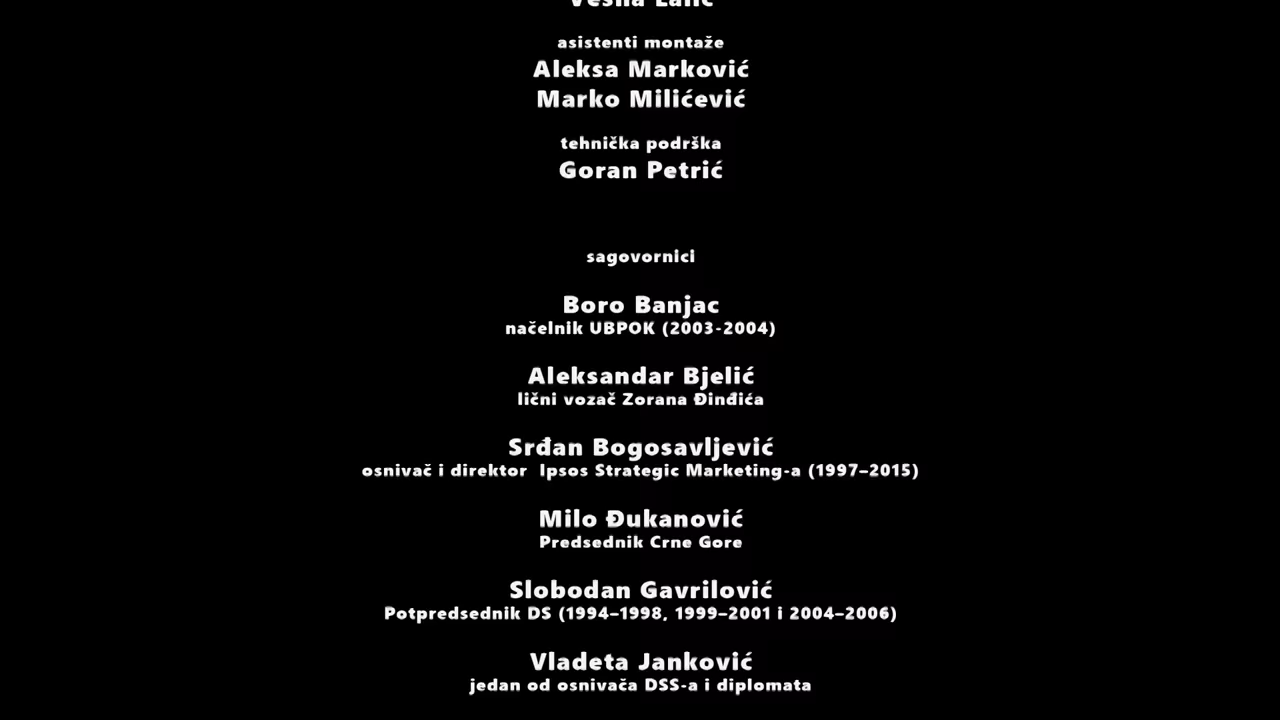 Vesna Lalić
asistenti montaže
Aleksa Marković
Marko Milićević
tehnička podrška
Goran Petrić
sagovornici
Boro Banjac
načelnik UBPOK (2003-2004)
Aleksandar Bjelić
lični vozač Zorana Đinđića
Srđan Bogosavljević
osnivač i direktor  Ipsos Strategic Marketing-a (1997–2015)
Milo Đukanović
Predsednik Crne Gore
Slobodan Gavrilović
Potpredsednik DS (1994–1998, 1999–2001 i 2004–2006)
Vladeta Janković
jedan od osnivača DSS-a i diplomata